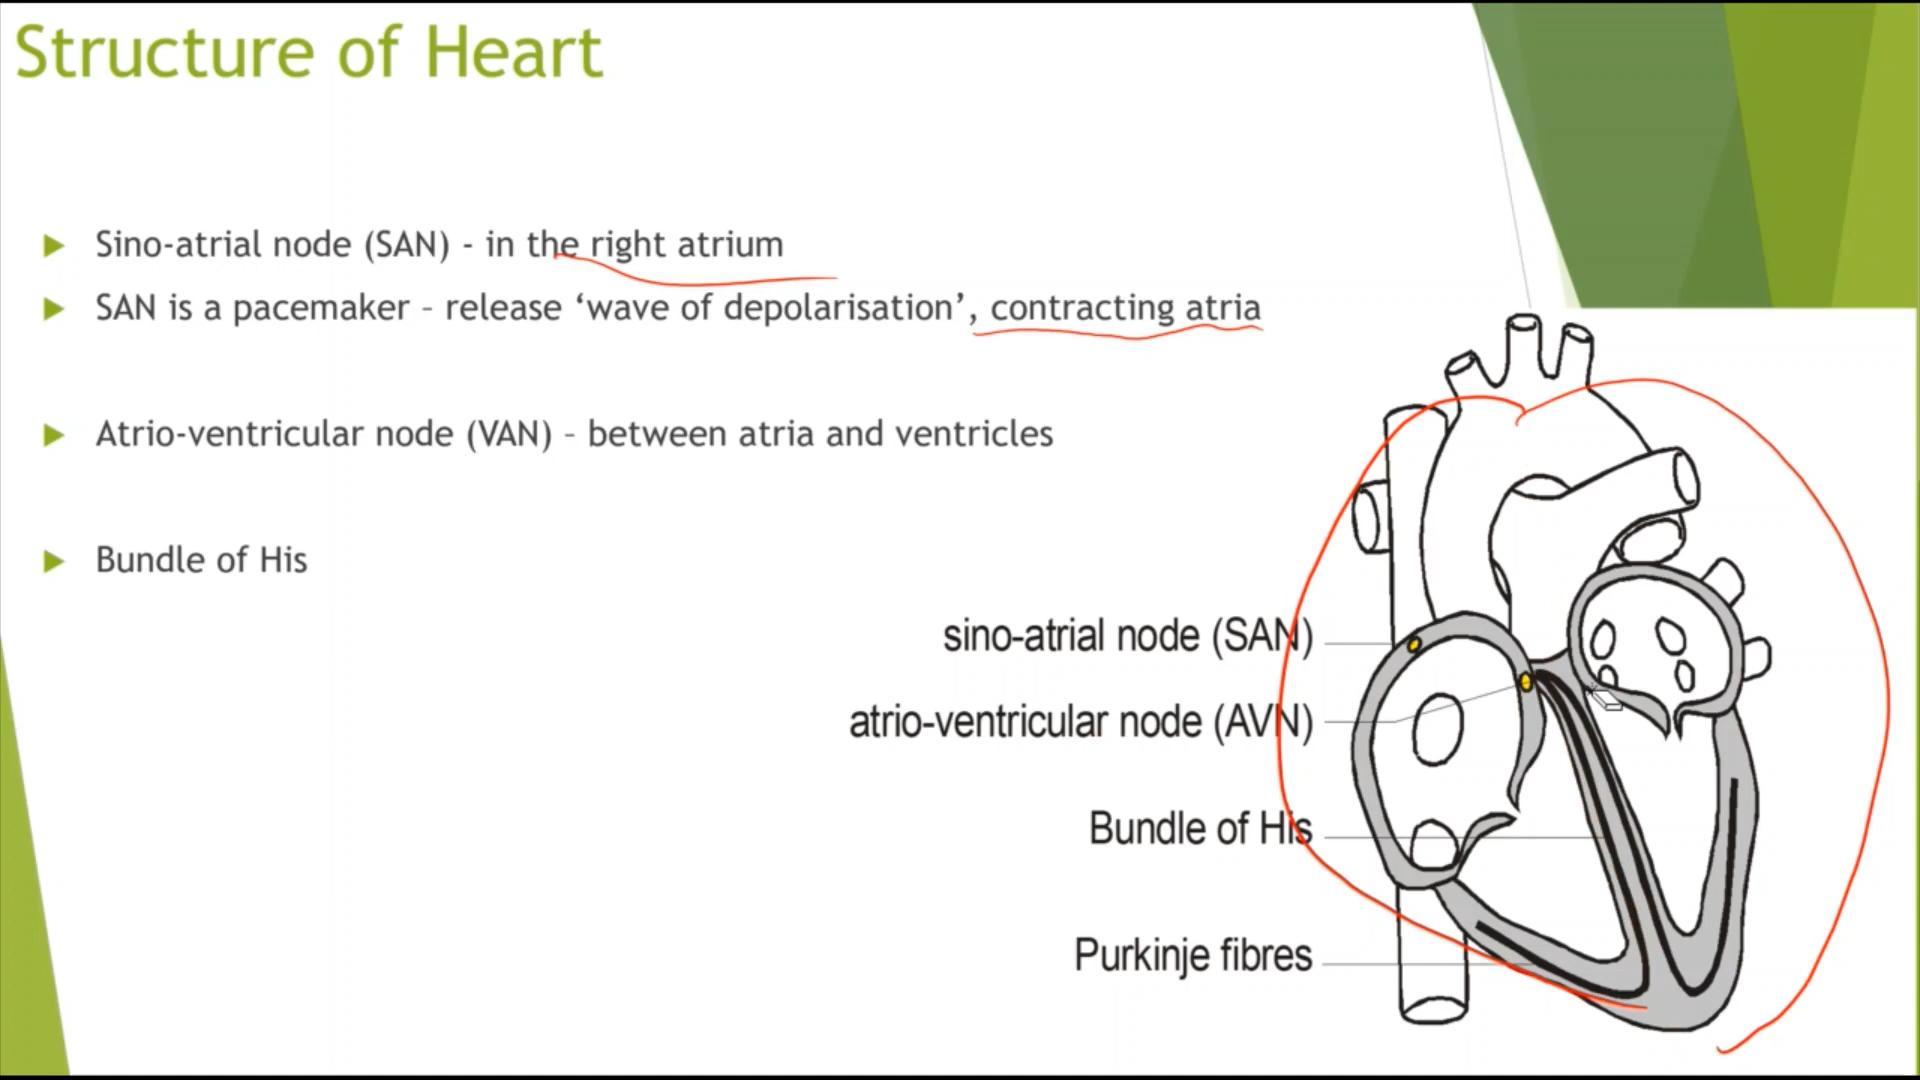 Structure of Heart
Sino-atrial node (SAN) - in the right atrium
SAN is a pacemaker – release ‘wave of depolarisation’, contracting atria
Atrio-ventricular node (VAN) – between atria and ventricles
Bundle of His
sino-atrial node (SAN)
atrio-ventricular node (AVN)
Bundle of His
Purkinje fibres